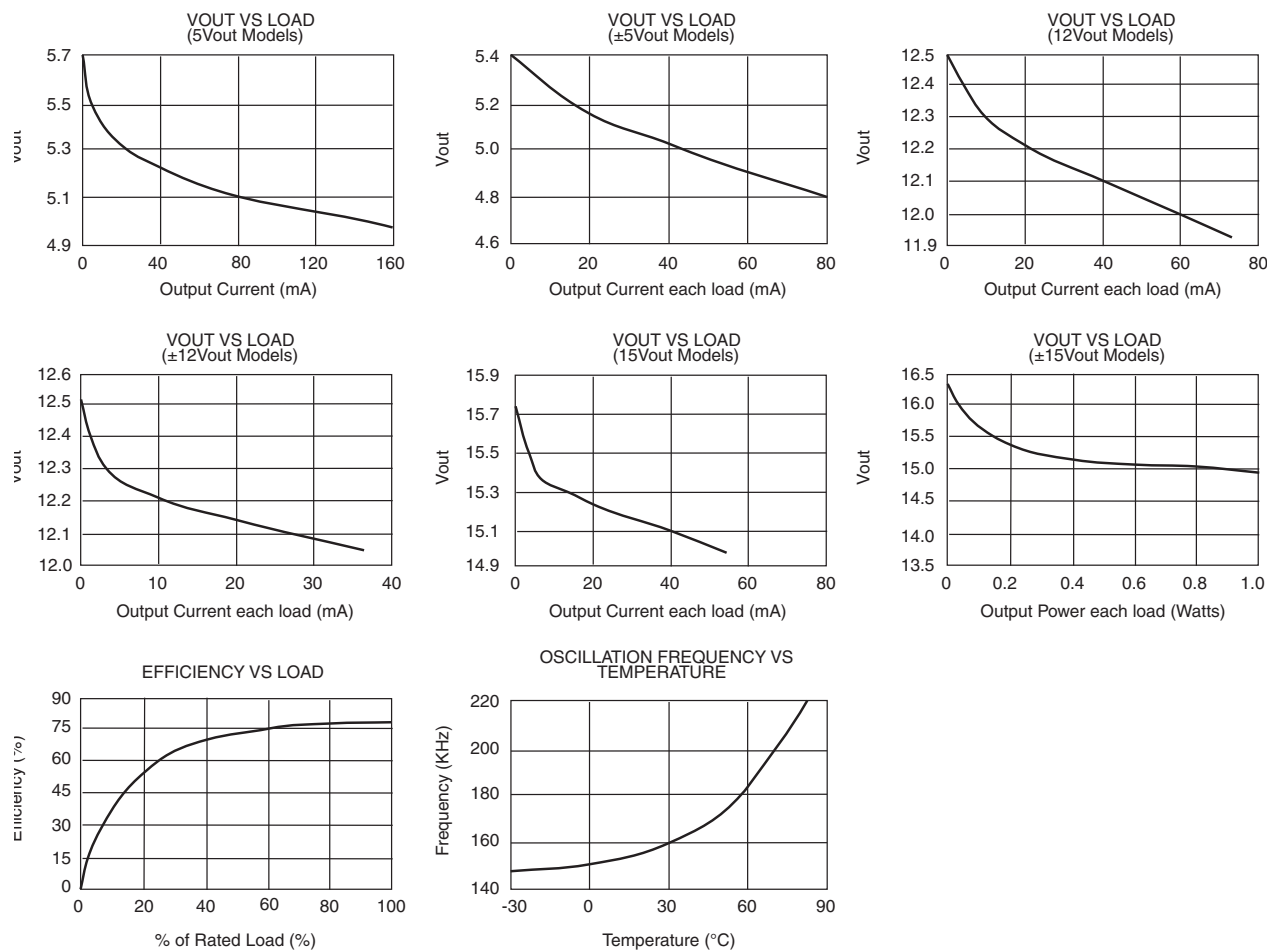 VOUT VS LOAD
(5Vout Models)
5.7
5.5
5.3
5.1
4.9
Vout
0 40 80 120 160
Output Current (mA)
VOUT VS LOAD
(±5Vout Models)
5.4
5.2
5.0
4.8
4.6
Vout
0 20 40 60 80
Output Current each load (mA)
VOUT VS LOAD
(12Vout Models)
12.5
12.4
12.3
12.2
12.1
12.0
11.9
Vout
0 20 40 60 80
Output Current each load (mA)
VOUT VS LOAD
(±12Vout Models)
12.6
12.5
12.4
12.3
12.2
12.1
12.0
Vout
0 10 20 30 40
Output Current each load (mA)
VOUT VS LOAD
(15Vout Models)
15.9
15.7
15.5
15.3
15.1
14.9
Vout
0 20 40 60 80
Output Current each load (mA)
VOUT VS LOAD
(±15Vout Models)
16.5
16.0
15.5
15.0
14.5
14.0
13.5
Vout
0 0.2 0.4 0.6 0.8 1.0
Output Power each load (Watts)
EFFICIENCY VS LOAD
90
75
60
45
30
15
0
Efficiency (%)
0 20 40 60 80 100
% of Rated Load (%)
OSCILLATION FREQUENCY VS
TEMPERATURE
220
200
180
160
140
Frequency (KHz)
-30 0 30 60 90
Temperature (°C)